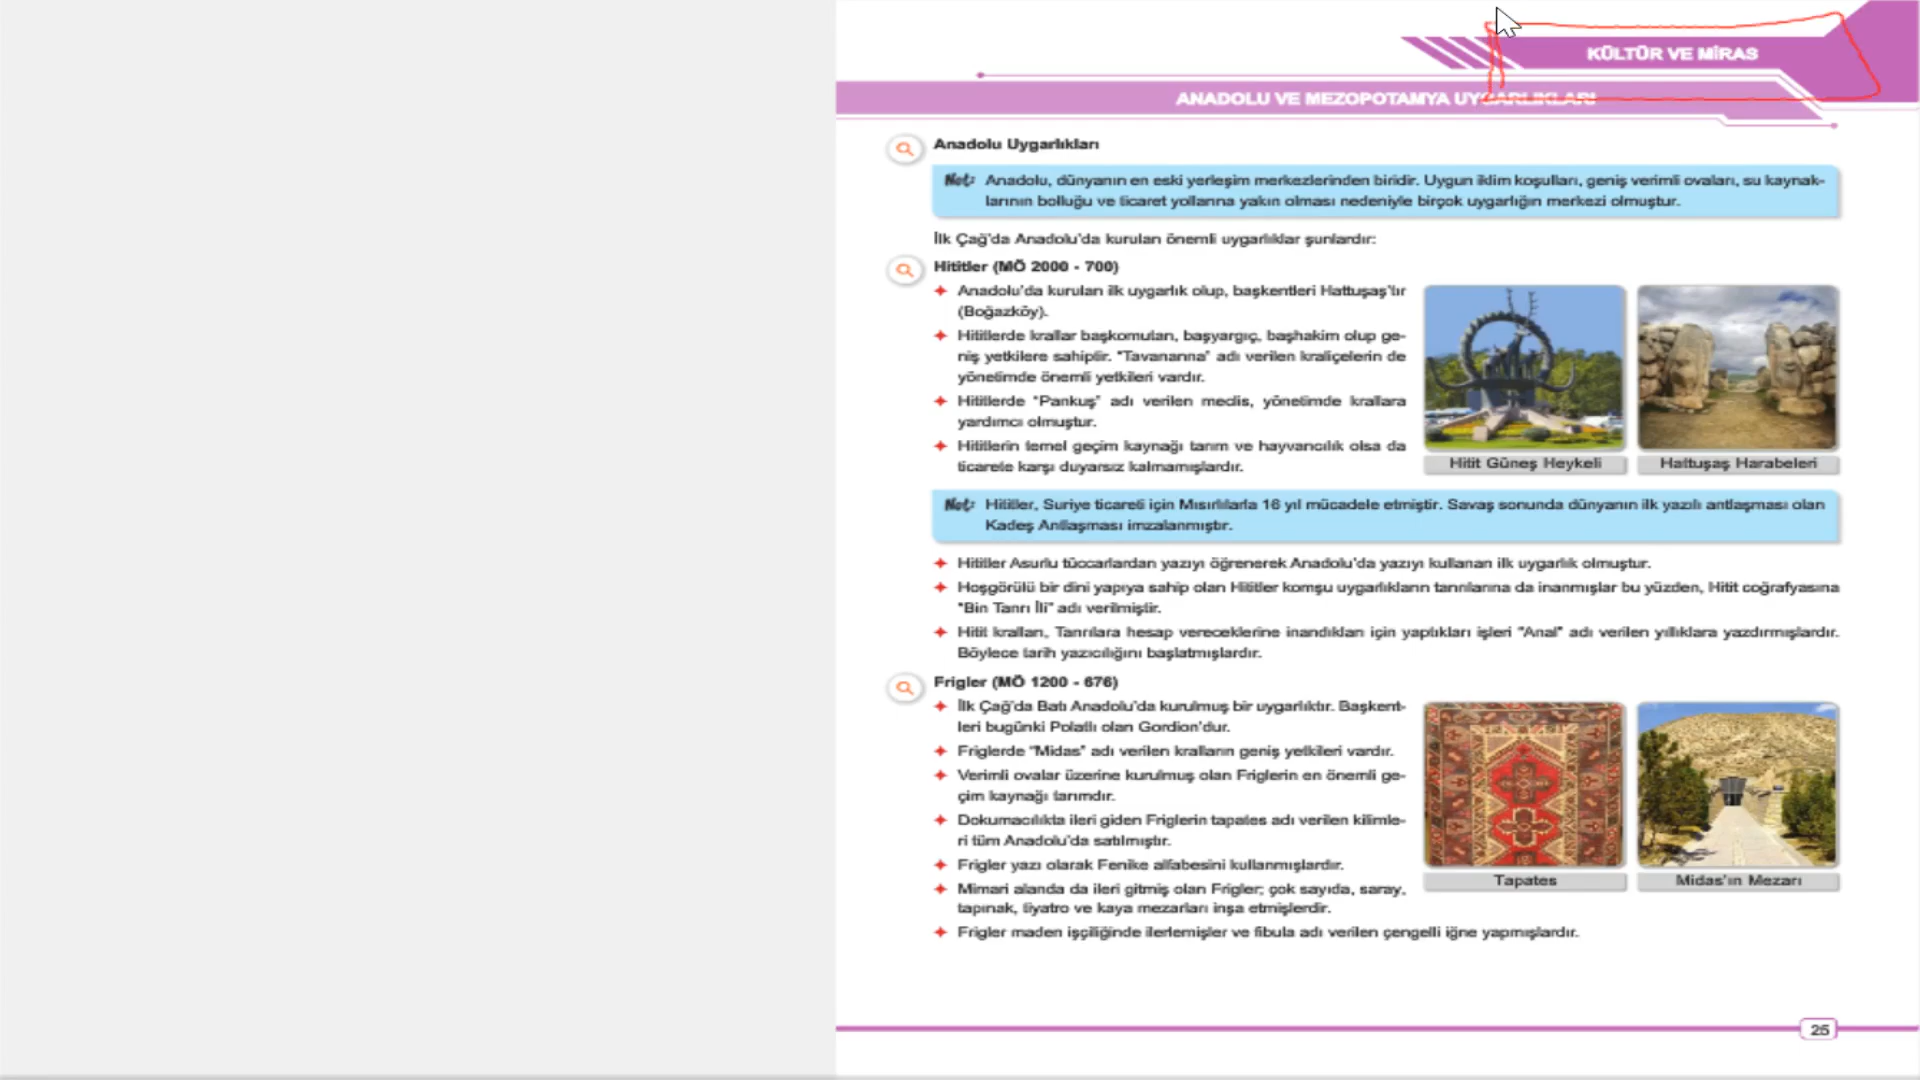 KÜLTÜR VE MİRAS
ANADOLU VE MEZOPOTAMYA UYGARLIKLARI
Anadolu Uygarlıkları
Not: Anadolu, dünyanın en eski yerleşim merkezlerinden biridir. Uygun iklim koşulları, geniş verimli ovaları, su kaynak-
larının bolluğu ve ticaret yollarına yakın olması nedeniyle birçok uygarlığın merkezi olmuştur.
İlk Çağ'da Anadolu'da kurulan önemli uygarlıklar şunlardır:
Hititler (MÖ 2000 - 700)
Anadolu'da kurulan ilk uygarlık olup, başkentleri Hattuşaş'tır
(Boğazköy).
Hititlerde krallar başkomutan, başyargıç, başhakim olup ge-
niş yetkilere sahiptir. "Tavananna" adı verilen kraliçelerin de
yönetimde önemli yetkileri vardır.
Hititlerde "Pankuş" adı verilen meclis, yönetimde krallara
yardımcı olmuştur.
Hititlerin temel geçim kaynağı tarım ve hayvancılık olsa da
ticarete karşı duyarsız kalmamışlardır.
Hitit Güneş Heykeli
Hattuşaş Harabeleri
Not: Hititler, Suriye ticareti için Mısırlılarla 16 yıl mücadele etmiştir. Savaş sonunda dünyanın ilk yazılı antlaşması olan
Kadeş Antlaşması imzalanmıştır.
Hititler Asurlu tüccarlardan yazıyı öğrenerek Anadolu'da yazıyı kullanan ilk uygarlık olmuştur.
Hoşgörülü bir dini yapıya sahip olan Hititler komşu uygarlıkların tanrılarına da inanmışlar bu yüzden, Hitit coğrafyasına
"Bin Tanrı İli" adı verilmiştir.
Hitit kralları, Tanrılara hesap vereceklerine inandıkları için yaptıkları işleri "Anal" adı verilen yıllıklara yazdırmışlardır.
Böylece tarih yazıcılığını başlatmışlardır.
Frigler (MÖ 1200 - 676)
İlk Çağ'da Batı Anadolu'da kurulmuş bir uygarlıktır. Başkent-
leri bugünki Polatlı olan Gordion'dur.
Friglerde "Midas" adı verilen kralların geniş yetkileri vardır.
Verimli ovalar üzerine kurulmuş olan Friglerin en önemli ge-
çim kaynağı tarımdır.
Dokumacılıkta ileri giden Friglerin tapates adı verilen kilimle-
ri tüm Anadolu'da satılmıştır.
Frigler yazı olarak Fenike alfabesini kullanmışlardır.
Mimari alanda da ileri gitmiş olan Frigler; çok sayıda, saray,
tapınak, tiyatro ve kaya mezarları inşa etmişlerdir.
Frigler maden işçiliğinde ilerlemişler ve fibula adı verilen çengelli iğne yapmışlardır.
Tapates
Midas'ın Mezarı
25